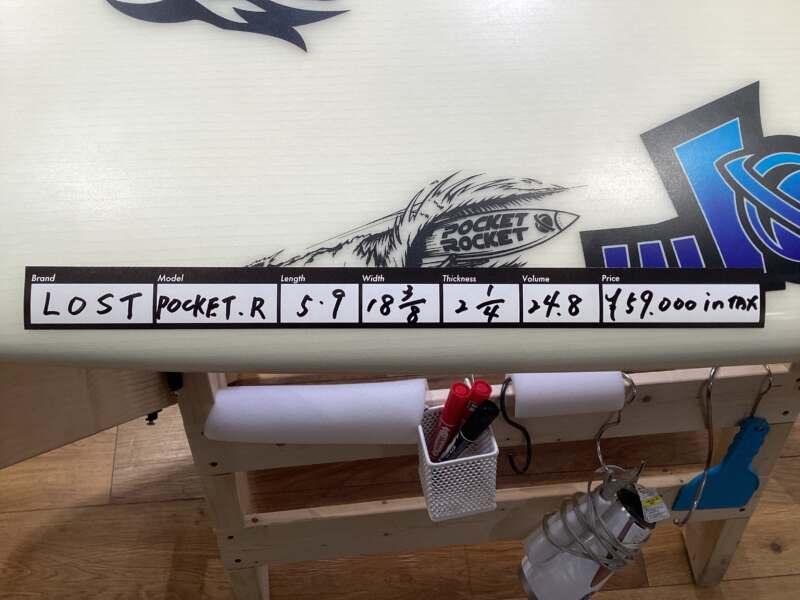 POCKET
ROCKET
Brand Model Length Width Thickness Volume Price
LOST POCKET.R 5.9 18 3/8 2 1/4 24.8 ¥59.000 in TAX